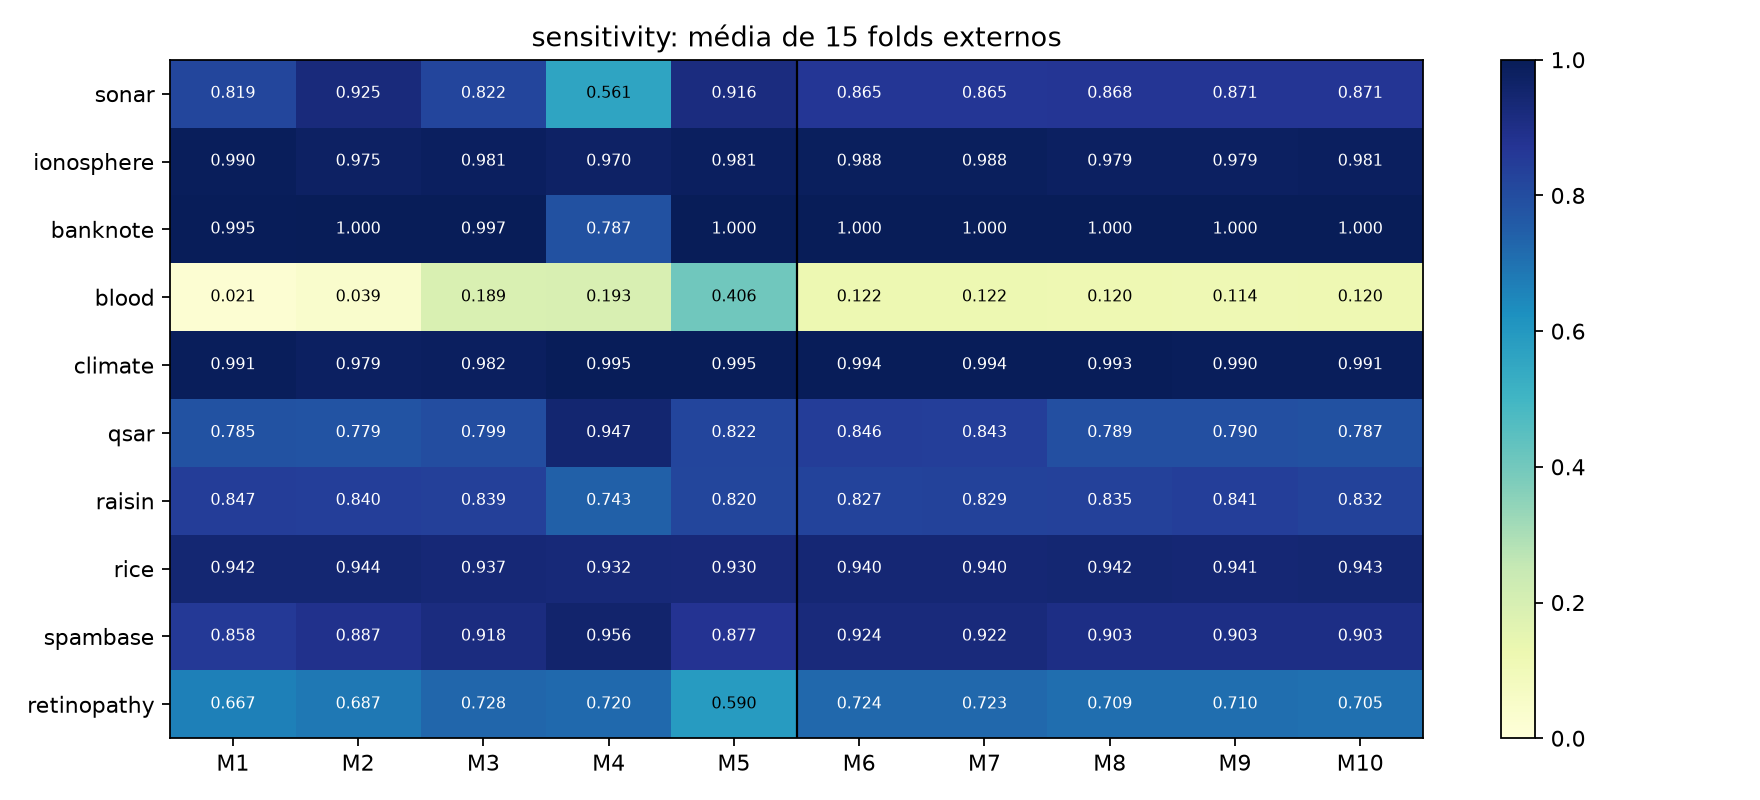 sensitivity: média de 15 folds externos
sonar 0.819 0.925 0.822 0.561 0.916 0.865 0.865 0.868 0.871 0.871
ionosphere 0.990 0.975 0.981 0.970 0.981 0.988 0.988 0.979 0.979 0.981
banknote 0.995 1.000 0.997 0.787 1.000 1.000 1.000 1.000 1.000 1.000
blood 0.021 0.039 0.189 0.193 0.406 0.122 0.122 0.120 0.114 0.120
climate 0.991 0.979 0.982 0.995 0.995 0.994 0.994 0.993 0.990 0.991
qsar 0.785 0.779 0.799 0.947 0.822 0.846 0.843 0.789 0.790 0.787
raisin 0.847 0.840 0.839 0.743 0.820 0.827 0.829 0.835 0.841 0.832
rice 0.942 0.944 0.937 0.932 0.930 0.940 0.940 0.942 0.941 0.943
spambase 0.858 0.887 0.918 0.956 0.877 0.924 0.922 0.903 0.903 0.903
retinopathy 0.667 0.687 0.728 0.720 0.590 0.724 0.723 0.709 0.710 0.705
M1 M2 M3 M4 M5 M6 M7 M8 M9 M10
1.0
0.8
0.6
0.4
0.2
0.0